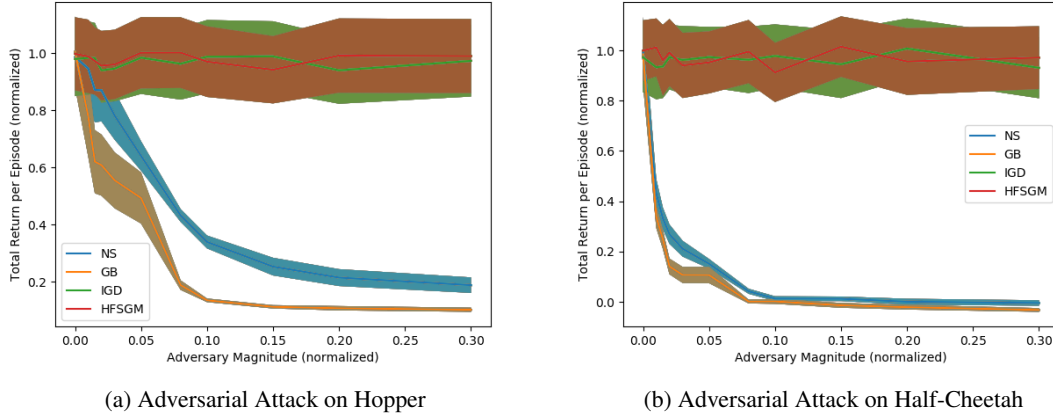 Total Return per Episode (normalized)
1.0
0.8
0.6
0.4
0.2
NS
GB
IGD
HFSGM
0.00 0.05 0.10 0.15 0.20 0.25 0.30
Adversary Magnitude (normalized)
(a) Adversarial Attack on Hopper
Total Return per Episode (normalized)
1.0
0.8
0.6
0.4
0.2
0.0
NS
GB
IGD
HFSGM
0.00 0.05 0.10 0.15 0.20 0.25 0.30
Adversary Magnitude (normalized)
(b) Adversarial Attack on Half-Cheetah